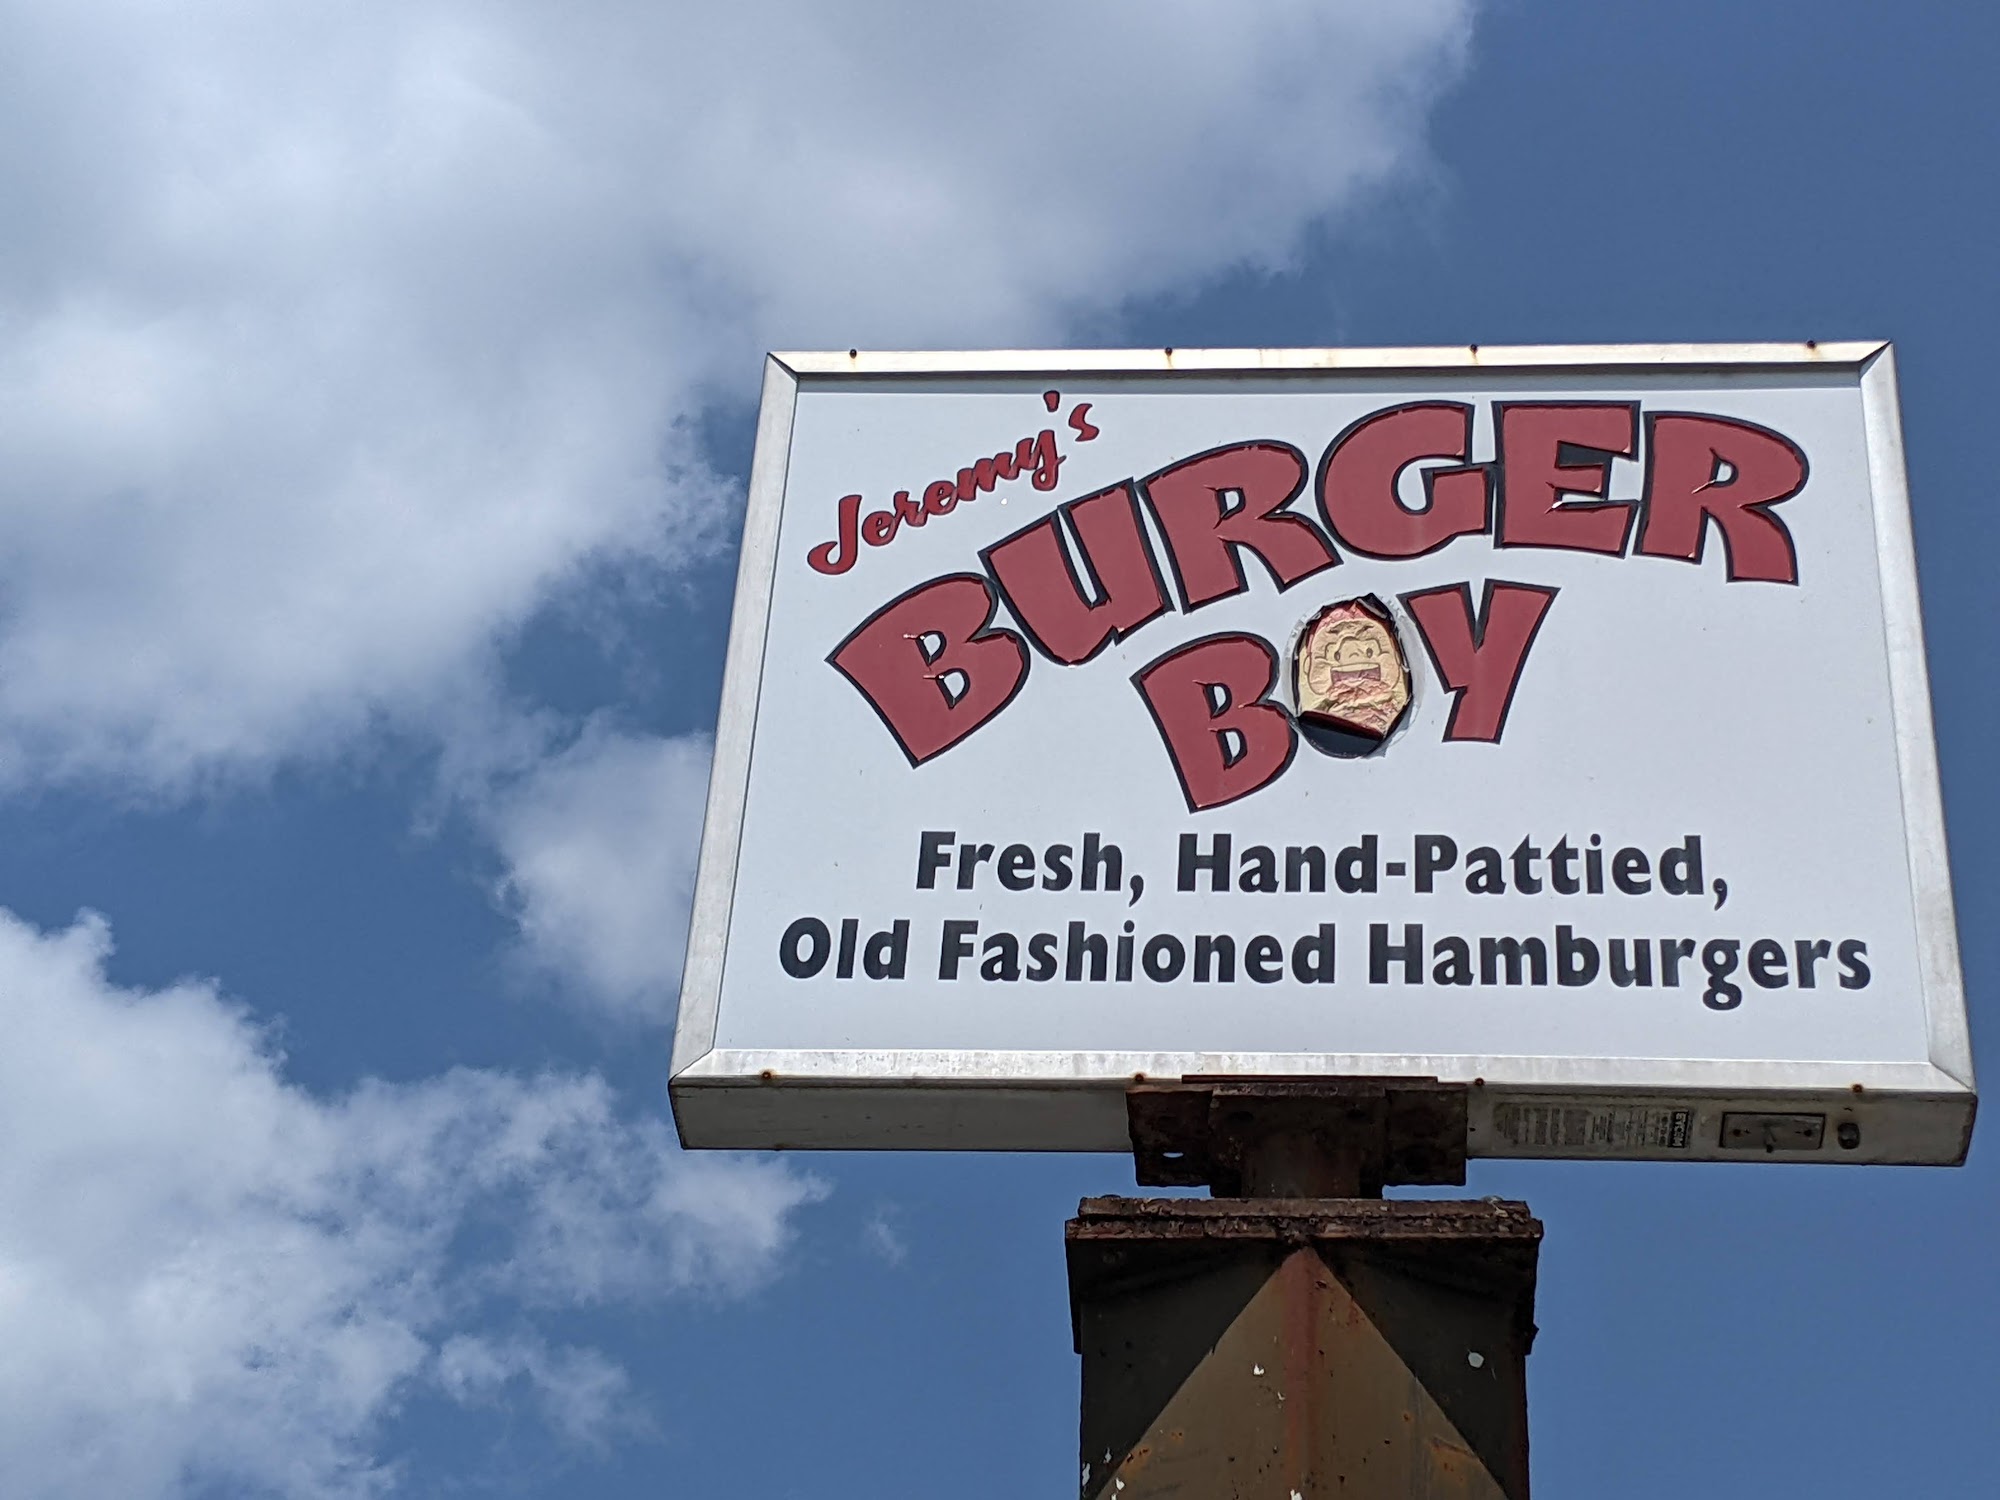 Jeremy's
BURGER
BOY
Fresh, Hand-Pattied,
Old Fashioned Hamburgers